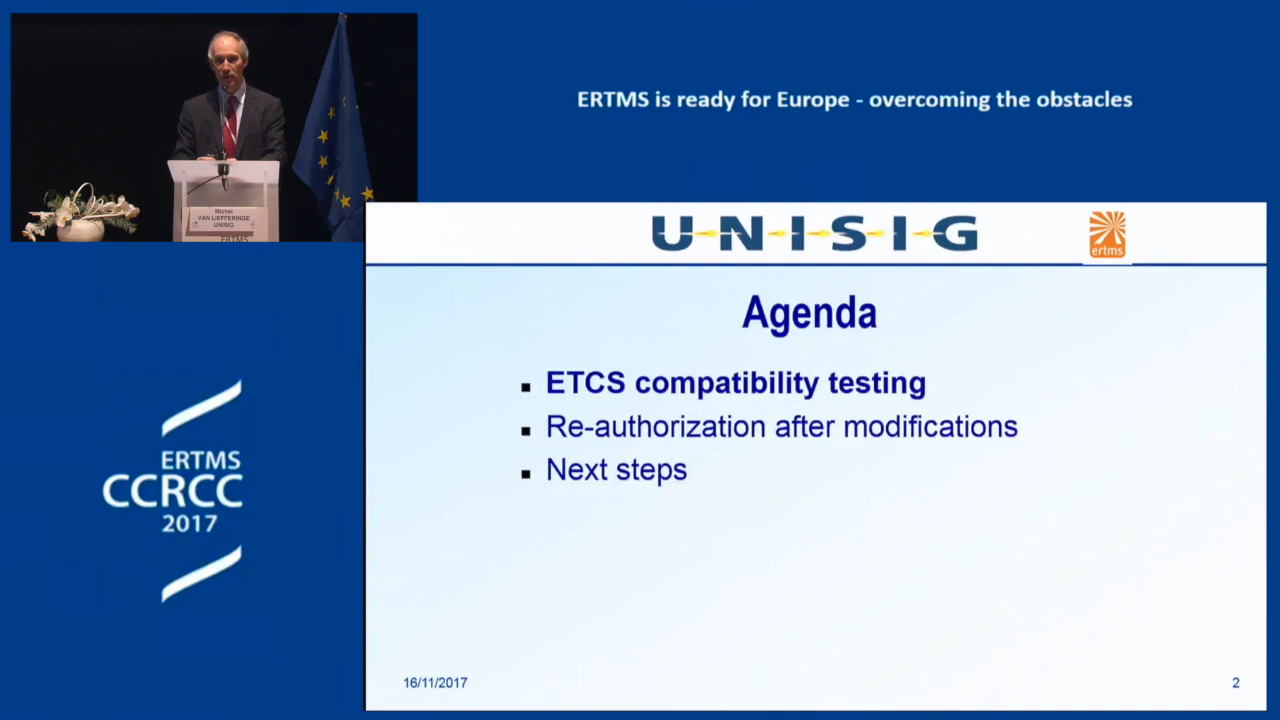 ERTMS is ready for Europe - overcoming the obstacles
Michel
VAN LIEFFERINGE
UNISIG
ERTMS
UNISIG
ertms
Agenda
ETCS compatibility testing
Re-authorization after modifications
Next steps
ERTMS
CCRCC
2017
16/11/2017
2